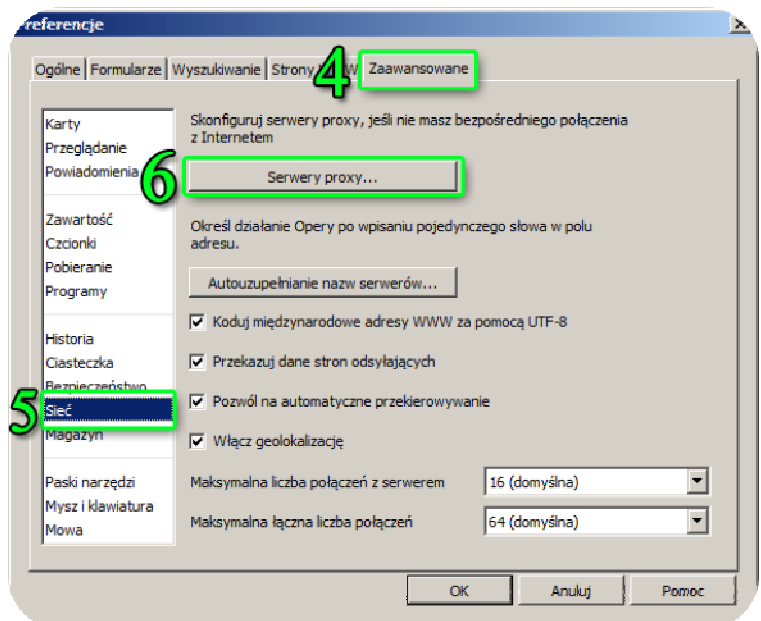 referencje
Ogólne Formularze Wyszukiwanie Strony W Zaawansowane
4
Karty
Przeglądanie
Powiadomienia
Zawartość
Czcionki
Pobieranie
Programy
Historia
Ciasteczka
Bezpieczeństwo
Sieć
Magazyn
Paski narzędzi
Mysz i klawiatura
Mowa
5
Skonfiguruj serwery proxy, jeśli nie masz bezpośredniego połączenia
z Internetem
6
Serwery proxy...
Określ działanie Opery po wpisaniu pojedynczego słowa w polu
adresu.
Autouzupełnianie nazw serwerów...
Koduj międzynarodowe adresy WWW za pomocą UTF-8
Przekazuj dane stron odsyłających
Pozwól na automatyczne przekierowywanie
Włącz geolokalizację
Maksymalna liczba połączeń z serwerem 16 (domyślna)
Maksymalna łączna liczba połączeń 64 (domyślna)
OK Anuluj Pomoc